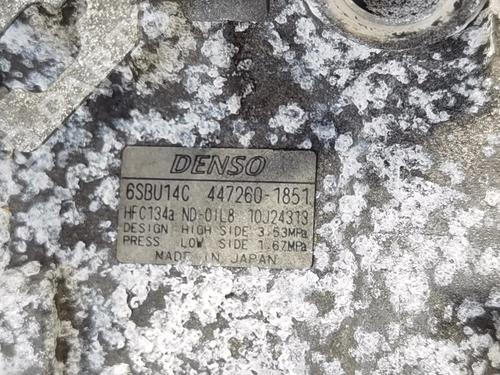 DENSO
6SBU14C 447260-1851
HFC134a ND-OIL8 10J24313
DESIGN HIGH SIDE 3.53MPa
PRESS LOW SIDE 1.67MPa
MADE IN JAPAN